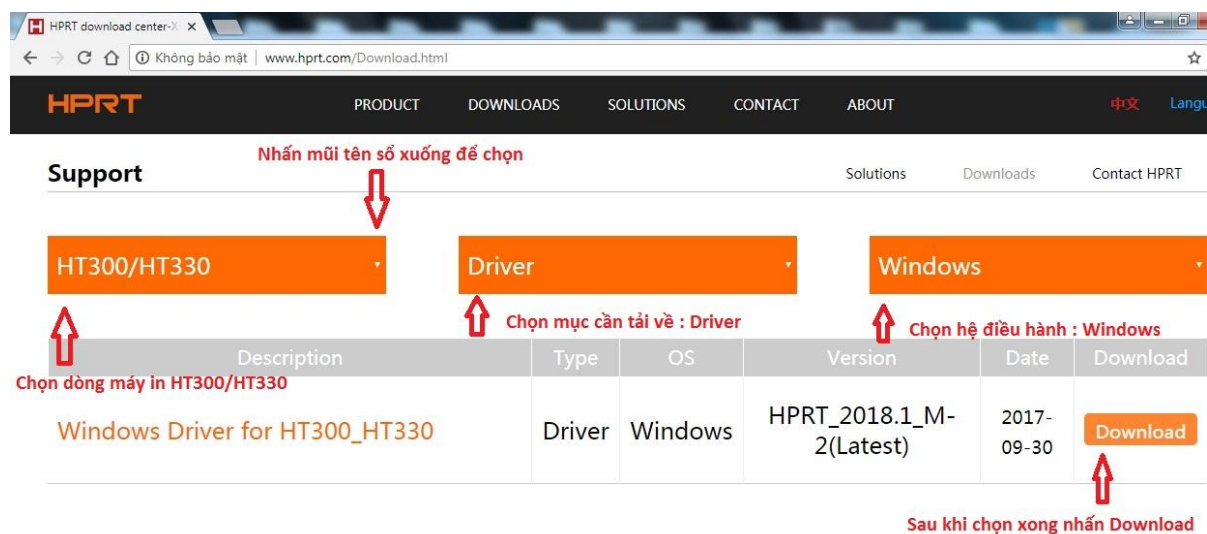 HPRT download center-X
Không bảo mật | www.hprt.com/Download.html
HPRT PRODUCT DOWNLOADS SOLUTIONS CONTACT ABOUT 中文 Langu
Nhấn mũi tên sổ xuống để chọn
Support Solutions Downloads Contact HPRT
HT300/HT330 Driver Windows
Chọn mục cần tải về : Driver
Chọn hệ điều hành : Windows
Description Type OS Version Date Download
Chọn dòng máy in HT300/HT330
Windows Driver for HT300_HT330 Driver Windows HPRT_2018.1_M-
2(Latest) 2017-
09-30 Download
Sau khi chọn xong nhấn Download